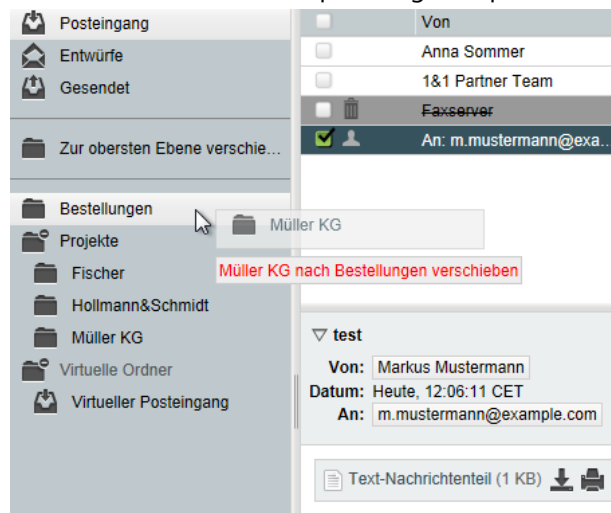 Posteingang
Entwürfe
Gesendet
Zur obersten Ebene verschie...
Bestellungen
Projekte
Fischer
Hollmann&Schmidt
Müller KG
Virtuelle Ordner
Virtueller Posteingang
Müller KG
Müller KG nach Bestellungen verschieben
Von
Anna Sommer
1&1 Partner Team
Faxserver
An: m.mustermann@exa...
test
Von: Markus Mustermann
Datum: Heute, 12:06:11 CET
An: m.mustermann@example.com
Text-Nachrichtenteil (1 KB)